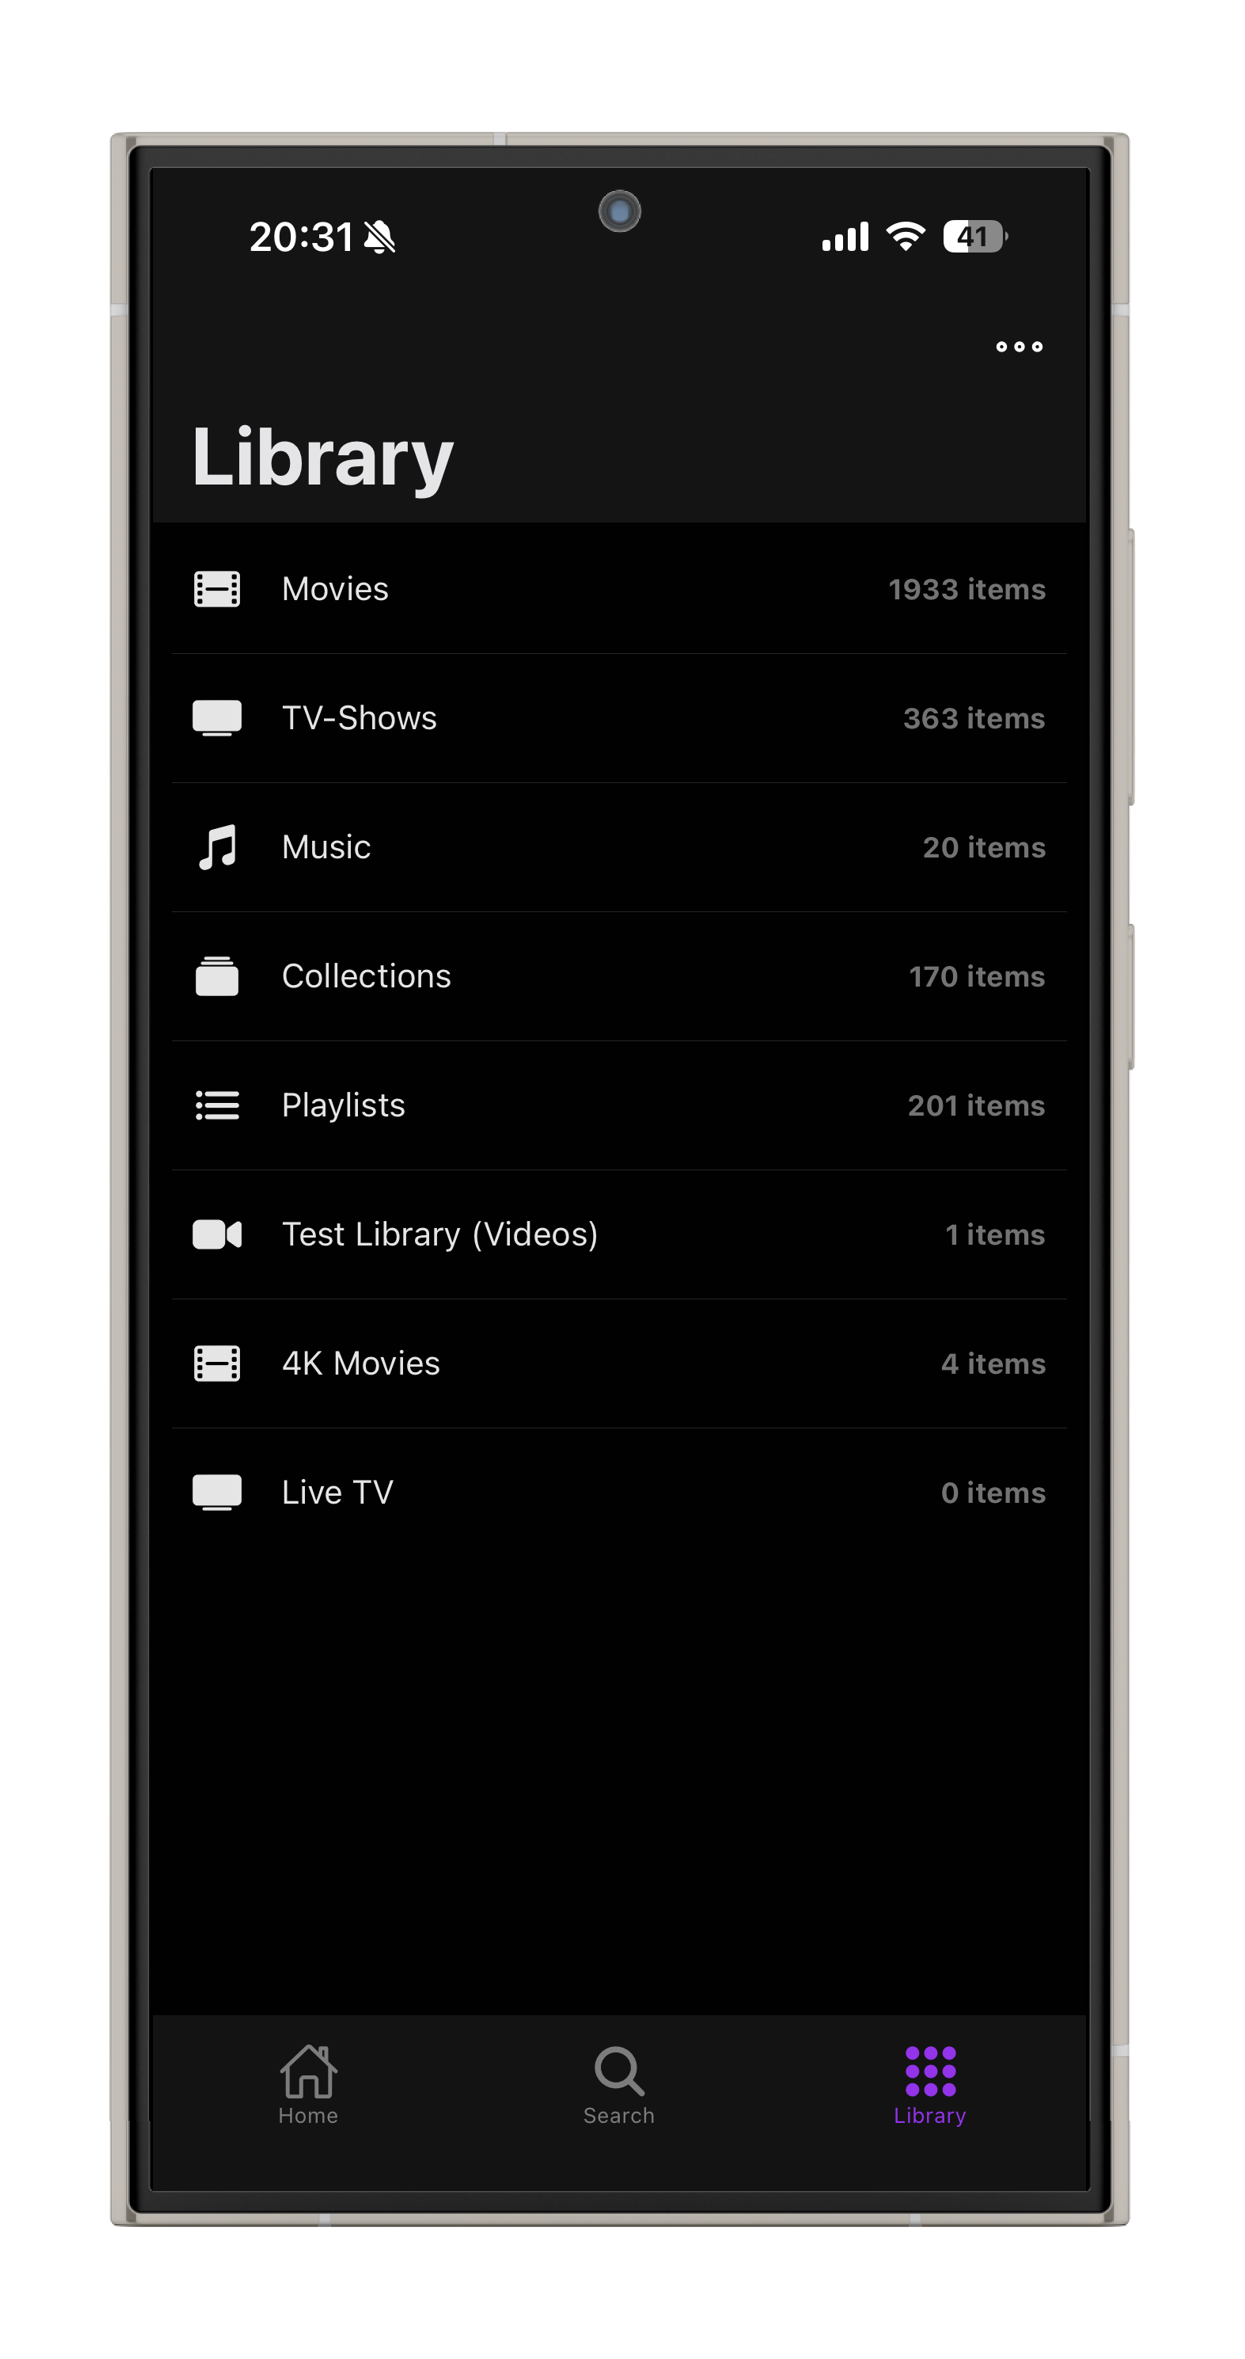 20:31 41
Library
Movies 1933 items
TV-Shows 363 items
Music 20 items
Collections 170 items
Playlists 201 items
Test Library (Videos) 1 items
4K Movies 4 items
Live TV 0 items
Home Search Library